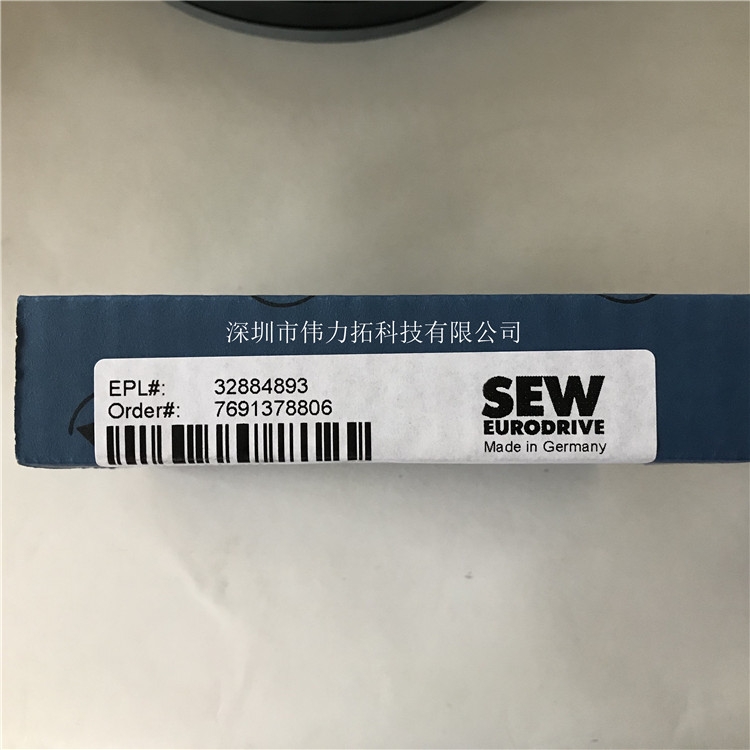 深圳市伟力拓科技有限公司
EPL#: 32884893
Order#: 7691378806
SEW
EURODRIVE
Made in Germany